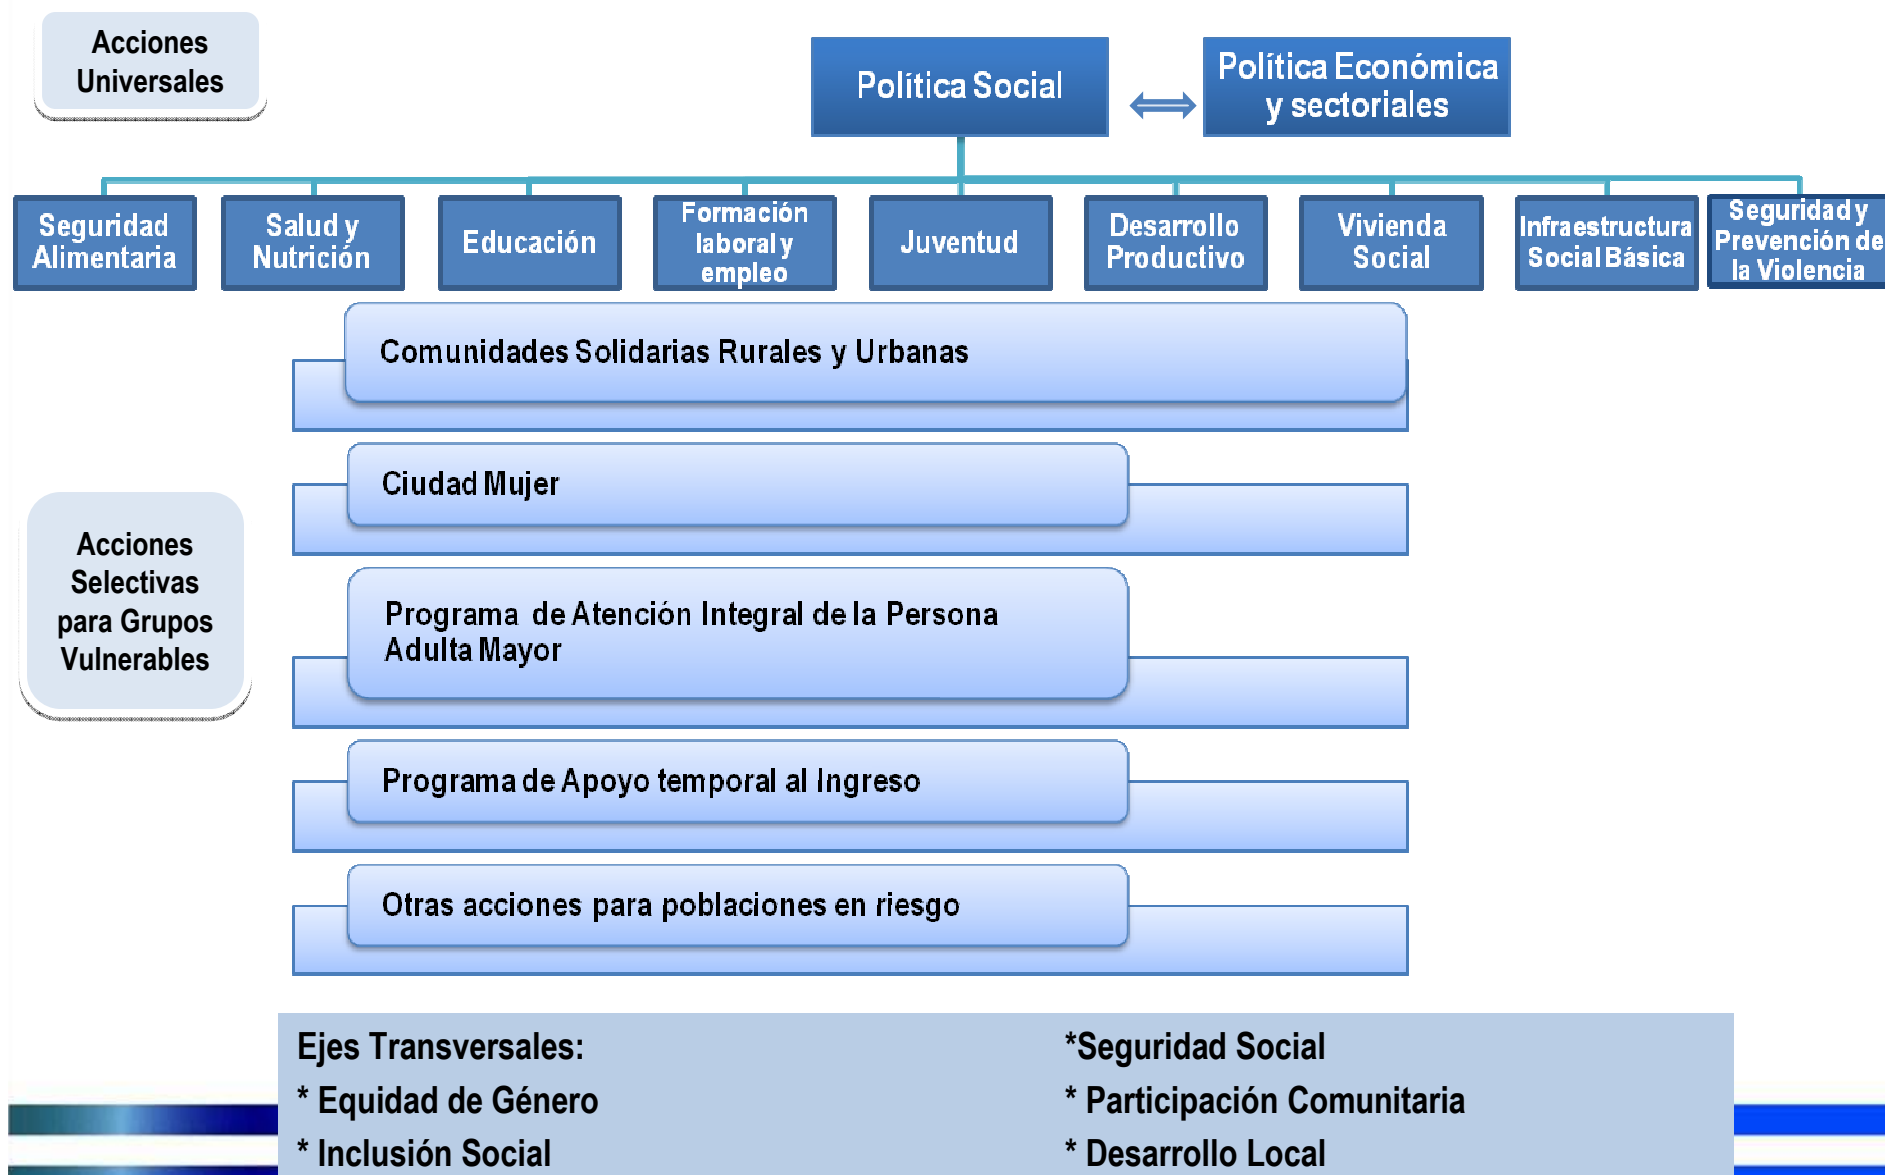 Acciones
Universales
Política Social
Política Económica
y sectoriales
Seguridad
Alimentaria
Salud y
Nutrición
Educación
Formación
laboral y
empleo
Juventud
Desarrollo
Productivo
Vivienda
Social
Infraestructura
Social Básica
Seguridad y
Prevención de
la Violencia
Comunidades Solidarias Rurales y Urbanas
Ciudad Mujer
Acciones
Selectivas
para Grupos
Vulnerables
Programa de Atención Integral de la Persona
Adulta Mayor
Programa de Apoyo temporal al Ingreso
Otras acciones para poblaciones en riesgo
Ejes Transversales:
* Equidad de Género
* Inclusión Social
*Seguridad Social
* Participación Comunitaria
* Desarrollo Local